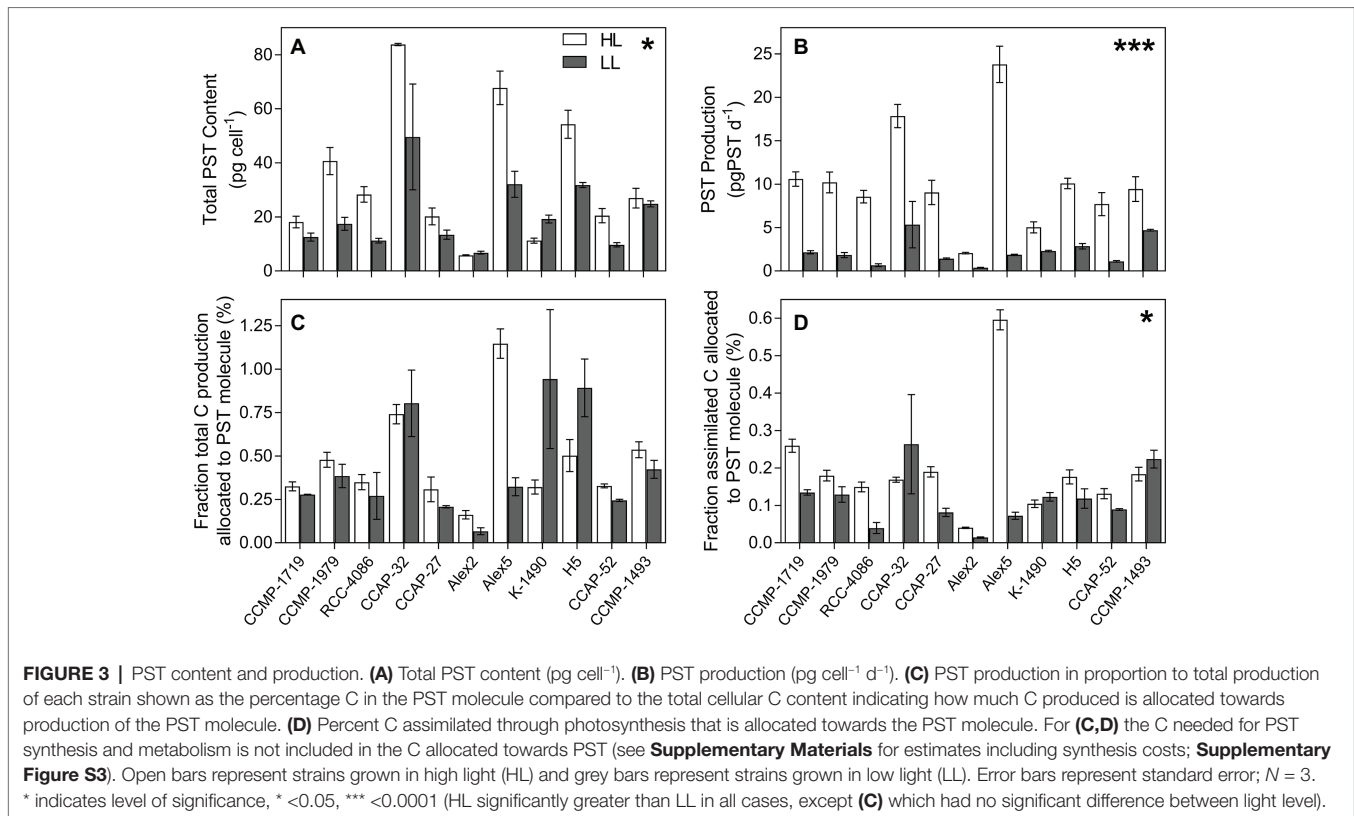 A
HL
LL
*
Total PST Content
(pg cell⁻¹)
80
60
40
20
0
B
***
PST Production
(pgPST d⁻¹)
25
20
15
10
5
0
C
Fraction total C production
allocated to PST molecule (%)
1.25
1.00
0.75
0.50
0.25
0.00
CCMP-1719
CCMP-1979
RCC-4086
CCAP-32
CCAP-27
Alex2
Alex5
K-1490
H5
CCAP-52
CCMP-1493
D
*
Fraction assimilated C allocated
to PST molecule (%)
0.6
0.5
0.4
0.3
0.2
0.1
0.0
CCMP-1719
CCMP-1979
RCC-4086
CCAP-32
CCAP-27
Alex2
Alex5
K-1490
H5
CCAP-52
CCMP-1493
FIGURE 3 | PST content and production. (A) Total PST content (pg cell⁻¹). (B) PST production (pg cell⁻¹ d⁻¹). (C) PST production in proportion to total production
of each strain shown as the percentage C in the PST molecule compared to the total cellular C content indicating how much C produced is allocated towards
production of the PST molecule. (D) Percent C assimilated through photosynthesis that is allocated towards the PST molecule. For (C,D) the C needed for PST
synthesis and metabolism is not included in the C allocated towards PST (see Supplementary Materials for estimates including synthesis costs; Supplementary
Figure S3). Open bars represent strains grown in high light (HL) and grey bars represent strains grown in low light (LL). Error bars represent standard error; N = 3.
* indicates level of significance, * <0.05, *** <0.0001 (HL significantly greater than LL in all cases, except (C) which had no significant difference between light level).